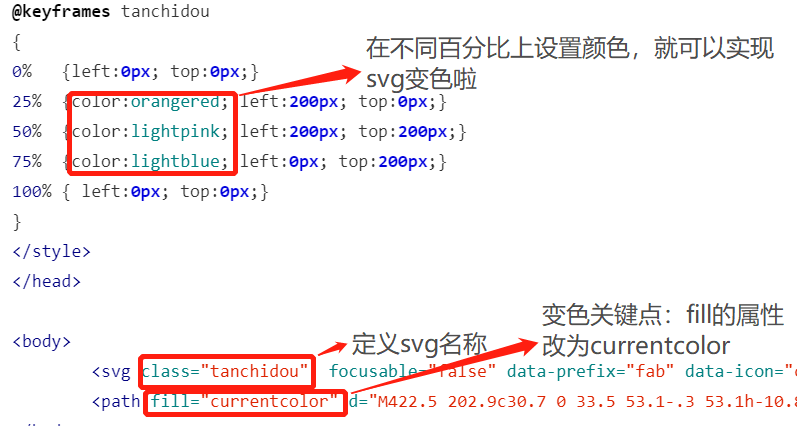 @keyframes tanchidou
{
在不同百分比上设置颜色，就可以实现
svg变色啦
0% {left:0px; top:0px;}
25% {color:orangered; left:200px; top:0px;}
50% {color:lightpink; left:200px; top:200px;}
75% {color:lightblue; left:0px; top:200px;}
100% { left:0px; top:0px;}
}
</style>
</head>
变色关键点：fill的属性
改为currentcolor
<body>
定义svg名称
<svg class="tanchidou" focusable="false" data-prefix="fab" data-icon="
<path fill="currentcolor" d="M422.5 202.9c30.7 0 33.5 53.1-.3 53.1h-10.8